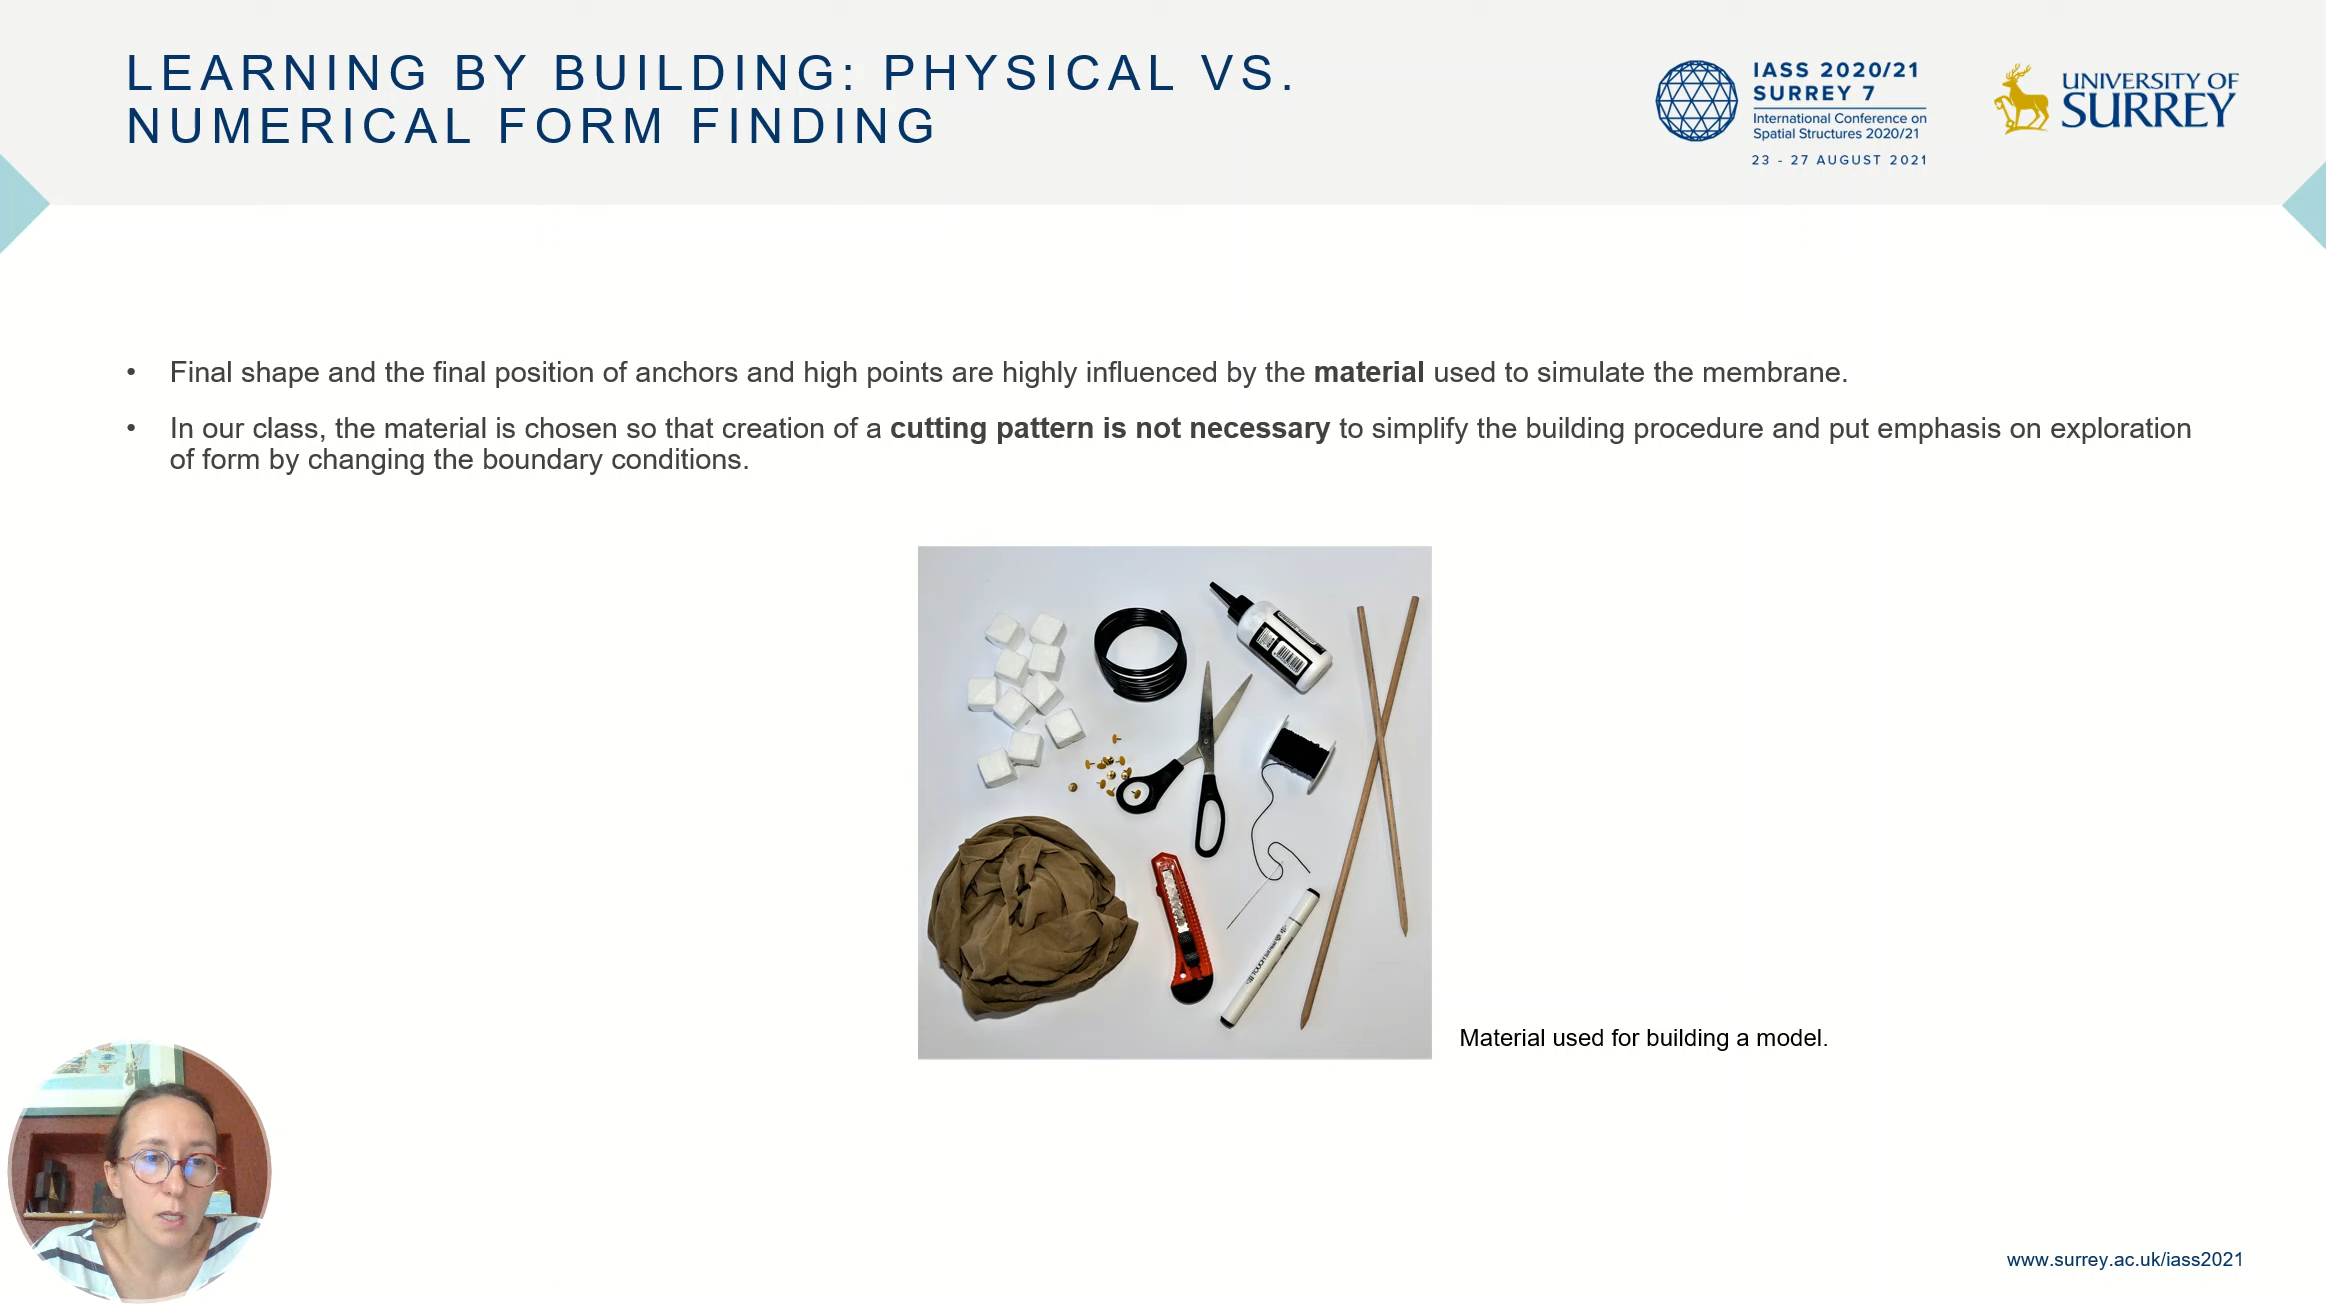 LEARNING BY BUILDING: PHYSICAL VS.
NUMERICAL FORM FINDING
IASS 2020/21
SURREY 7
International Conference on
Spatial Structures 2020/21
23 - 27 AUGUST 2021
UNIVERSITY OF
SURREY
• Final shape and the final position of anchors and high points are highly influenced by the material used to simulate the membrane.
• In our class, the material is chosen so that creation of a cutting pattern is not necessary to simplify the building procedure and put emphasis on exploration
of form by changing the boundary conditions.
Material used for building a model.
www.surrey.ac.uk/iass2021